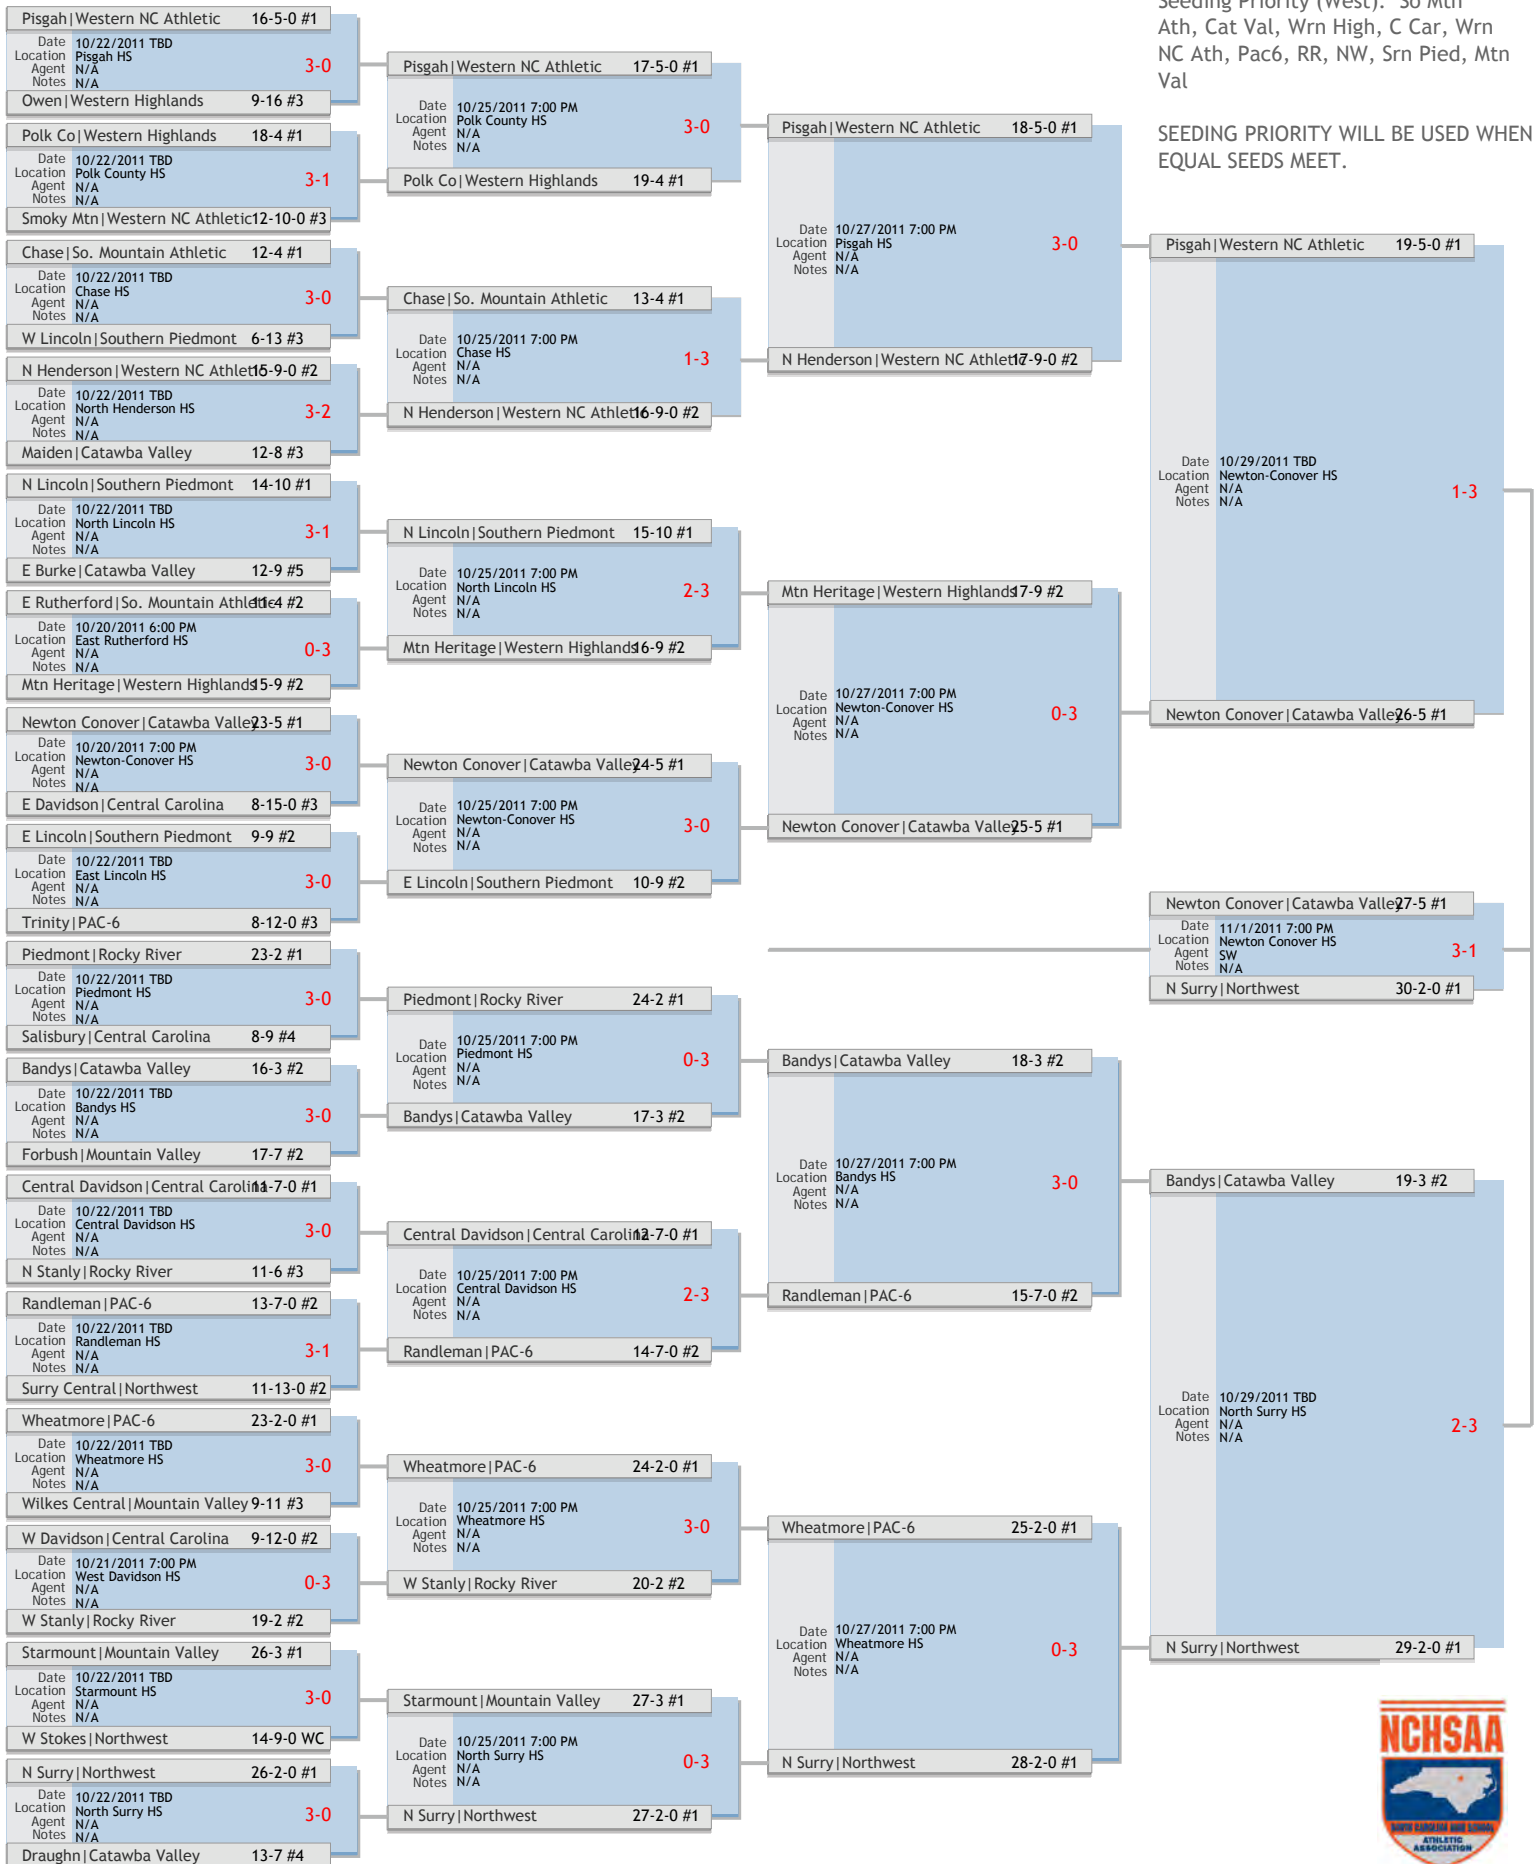 Pisgah|Western NC Athletic 16-5-0 #1
Date 10/22/2011 TBD
Location Pisgah HS
Agent N/A
Notes N/A
3-0
Owen|Western Highlands 9-16 #3
Polk Co|Western Highlands 18-4 #1
Date 10/22/2011 TBD
Location Polk County HS
Agent N/A
Notes N/A
3-1
Smoky Mtn|Western NC Athletic 12-10-0 #3
Chase|So. Mountain Athletic 12-4 #1
Date 10/22/2011 TBD
Location Chase HS
Agent N/A
Notes N/A
3-0
W Lincoln|Southern Piedmont 6-13 #3
N Henderson|Western NC Athletic 15-9-0 #2
Date 10/22/2011 TBD
Location North Henderson HS
Agent N/A
Notes N/A
3-2
Maiden|Catawba Valley 12-8 #3
N Lincoln|Southern Piedmont 14-10 #1
Date 10/22/2011 TBD
Location North Lincoln HS
Agent N/A
Notes N/A
3-1
E Burke|Catawba Valley 12-9 #5
E Rutherford|So. Mountain Athletic 11-4 #2
Date 10/20/2011 6:00 PM
Location East Rutherford HS
Agent N/A
Notes N/A
0-3
Mtn Heritage|Western Highlands 15-9 #2
Newton Conover|Catawba Valley 23-5 #1
Date 10/20/2011 7:00 PM
Location Newton-Conover HS
Agent N/A
Notes N/A
3-0
E Davidson|Central Carolina 8-15-0 #3
E Lincoln|Southern Piedmont 9-9 #2
Date 10/22/2011 TBD
Location East Lincoln HS
Agent N/A
Notes N/A
3-0
Trinity|PAC-6 8-12-0 #3
Piedmont|Rocky River 23-2 #1
Date 10/22/2011 TBD
Location Piedmont HS
Agent N/A
Notes N/A
3-0
Salisbury|Central Carolina 8-9 #4
Bandys|Catawba Valley 16-3 #2
Date 10/22/2011 TBD
Location Bandys HS
Agent N/A
Notes N/A
3-0
Forbush|Mountain Valley 17-7 #2
Central Davidson|Central Carolina 11-7-0 #1
Date 10/22/2011 TBD
Location Central Davidson HS
Agent N/A
Notes N/A
3-0
N Stanly|Rocky River 11-6 #3
Randleman|PAC-6 13-7-0 #2
Date 10/22/2011 TBD
Location Randleman HS
Agent N/A
Notes N/A
3-1
Surry Central|Northwest 11-13-0 #2
Wheatmore|PAC-6 23-2-0 #1
Date 10/22/2011 TBD
Location Wheatmore HS
Agent N/A
Notes N/A
3-0
Wilkes Central|Mountain Valley 9-11 #3
W Davidson|Central Carolina 9-12-0 #2
Date 10/21/2011 7:00 PM
Location West Davidson HS
Agent N/A
Notes N/A
0-3
W Stanly|Rocky River 19-2 #2
Starmount|Mountain Valley 26-3 #1
Date 10/22/2011 TBD
Location Starmount HS
Agent N/A
Notes N/A
3-0
W Stokes|Northwest 14-9-0 WC
N Surry|Northwest 26-2-0 #1
Date 10/22/2011 TBD
Location North Surry HS
Agent N/A
Notes N/A
3-0
Draughn|Catawba Valley 13-7 #4
Pisgah|Western NC Athletic 17-5-0 #1
Date 10/25/2011 7:00 PM
Location Polk County HS
Agent N/A
Notes N/A
3-0
Polk Co|Western Highlands 19-4 #1
Chase|So. Mountain Athletic 13-4 #1
Date 10/25/2011 7:00 PM
Location Chase HS
Agent N/A
Notes N/A
1-3
N Henderson|Western NC Athletic 16-9-0 #2
N Lincoln|Southern Piedmont 15-10 #1
Date 10/25/2011 7:00 PM
Location North Lincoln HS
Agent N/A
Notes N/A
2-3
Mtn Heritage|Western Highlands 16-9 #2
Newton Conover|Catawba Valley 24-5 #1
Date 10/25/2011 7:00 PM
Location Newton-Conover HS
Agent N/A
Notes N/A
3-0
E Lincoln|Southern Piedmont 10-9 #2
Piedmont|Rocky River 24-2 #1
Date 10/25/2011 7:00 PM
Location Piedmont HS
Agent N/A
Notes N/A
0-3
Bandys|Catawba Valley 17-3 #2
Central Davidson|Central Carolina 12-7-0 #1
Date 10/25/2011 7:00 PM
Location Central Davidson HS
Agent N/A
Notes N/A
2-3
Randleman|PAC-6 14-7-0 #2
Wheatmore|PAC-6 24-2-0 #1
Date 10/25/2011 7:00 PM
Location Wheatmore HS
Agent N/A
Notes N/A
3-0
W Stanly|Rocky River 20-2 #2
Starmount|Mountain Valley 27-3 #1
Date 10/25/2011 7:00 PM
Location North Surry HS
Agent N/A
Notes N/A
0-3
N Surry|Northwest 27-2-0 #1
Pisgah|Western NC Athletic 18-5-0 #1
Date 10/27/2011 7:00 PM
Location Pisgah HS
Agent N/A
Notes N/A
3-0
N Henderson|Western NC Athletic 17-9-0 #2
Mtn Heritage|Western Highlands 17-9 #2
Date 10/27/2011 7:00 PM
Location Newton-Conover HS
Agent N/A
Notes N/A
0-3
Newton Conover|Catawba Valley 25-5 #1
Bandys|Catawba Valley 18-3 #2
Date 10/27/2011 7:00 PM
Location Bandys HS
Agent N/A
Notes N/A
3-0
Randleman|PAC-6 15-7-0 #2
Wheatmore|PAC-6 25-2-0 #1
Date 10/27/2011 7:00 PM
Location Wheatmore HS
Agent N/A
Notes N/A
0-3
N Surry|Northwest 28-2-0 #1
Seeding Priority (West): So Mtn
Ath, Cat Val, Wrn High, C Car, Wrn
NC Ath, Pac6, RR, NW, Srn Pied, Mtn
Val
SEEDING PRIORITY WILL BE USED WHEN
EQUAL SEEDS MEET.
Pisgah|Western NC Athletic 19-5-0 #1
Date 10/29/2011 TBD
Location Newton-Conover HS
Agent N/A
Notes N/A
1-3
Newton Conover|Catawba Valley 26-5 #1
Newton Conover|Catawba Valley 27-5 #1
Date 11/1/2011 7:00 PM
Location Newton Conover HS
Agent SW
Notes N/A
3-1
N Surry|Northwest 30-2-0 #1
Bandys|Catawba Valley 19-3 #2
Date 10/29/2011 TBD
Location North Surry HS
Agent N/A
Notes N/A
2-3
N Surry|Northwest 29-2-0 #1
NCHSAA
NORTH CAROLINA HIGH SCHOOL
ATHLETIC
ASSOCIATION